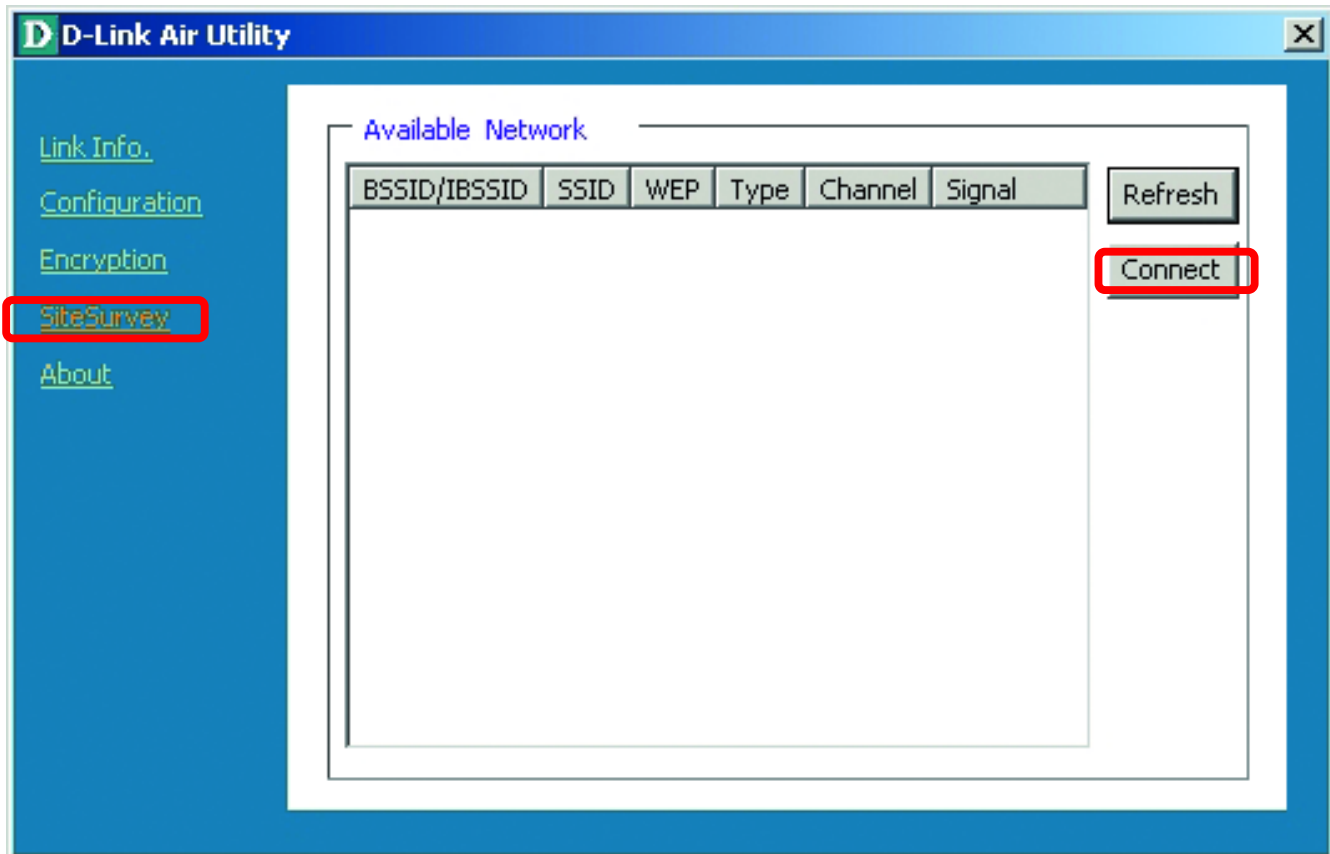 D D-Link Air Utility
Link Info.
Configuration
Encryption
SiteSurvey
About
Available Network
BSSID/IBSSID SSID WEP Type Channel Signal
Refresh
Connect